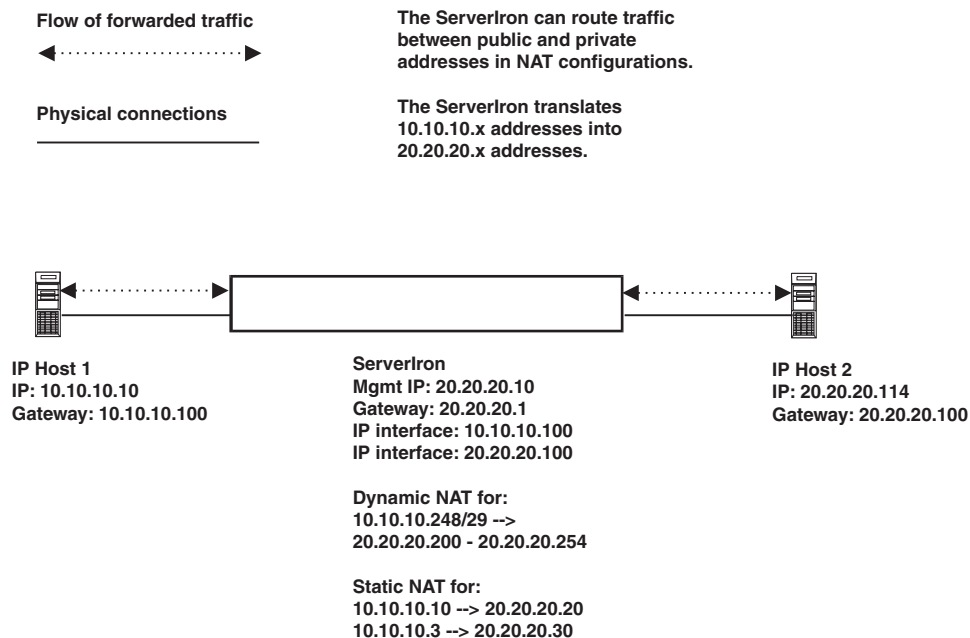 Flow of forwarded traffic
The ServerIron can route traffic
between public and private
addresses in NAT configurations.
Physical connections
The ServerIron translates
10.10.10.x addresses into
20.20.20.x addresses.
IP Host 1
IP: 10.10.10.10
Gateway: 10.10.10.100
ServerIron
Mgmt IP: 20.20.20.10
Gateway: 20.20.20.1
IP interface: 10.10.10.100
IP interface: 20.20.20.100
Dynamic NAT for:
10.10.10.248/29 -->
20.20.20.200 - 20.20.20.254
Static NAT for:
10.10.10.10 --> 20.20.20.20
10.10.10.3 --> 20.20.20.30
IP Host 2
IP: 20.20.20.114
Gateway: 20.20.20.100